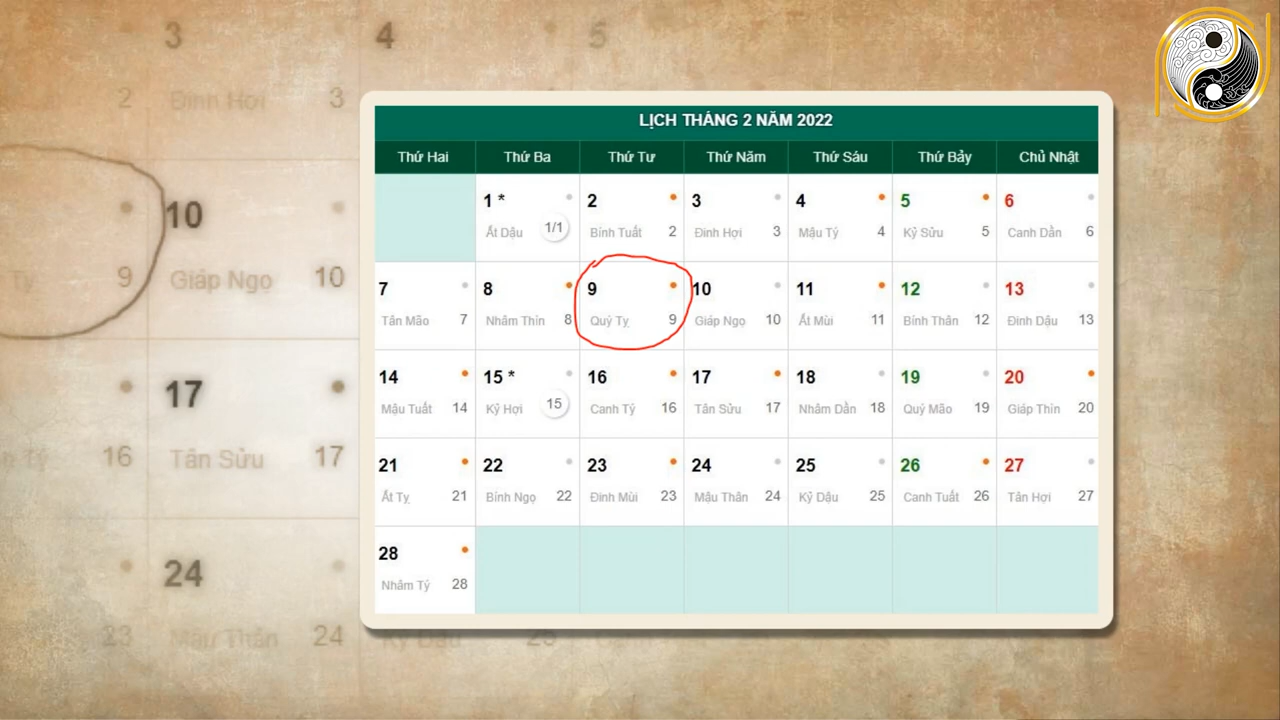 3
4
5
2
Đinh Hợi
3
LỊCH THÁNG 2 NĂM 2022
Thứ Hai Thứ Ba Thứ Tư Thứ Năm Thứ Sáu Thứ Bảy Chủ Nhật
1 * 2 3 4 5 6
Ất Dậu 1/1 Bính Tuất 2 Đinh Hợi 3 Mậu Tý 4 Kỷ Sửu 5 Canh Dần 6
7 8 9 10 11 12 13
Tân Mão 7 Nhâm Thìn 8 Quý Tỵ 9 Giáp Ngọ 10 Ất Mùi 11 Bính Thân 12 Đinh Dậu 13
14 15 * 16 17 18 19 20
Mậu Tuất 14 Kỷ Hợi 15 Canh Tý 16 Tân Sửu 17 Nhâm Dần 18 Quý Mão 19 Giáp Thìn 20
21 22 23 24 25 26 27
Ất Tỵ 21 Bính Ngọ 22 Đinh Mùi 23 Mậu Thân 24 Kỷ Dậu 25 Canh Tuất 26 Tân Hợi 27
28
Nhâm Tý 28
10
Tỵ 9 Giáp Ngọ 10
17
16 Tân Sửu 17
24
23 Mậu Thân 24 Kỷ Dậu 25